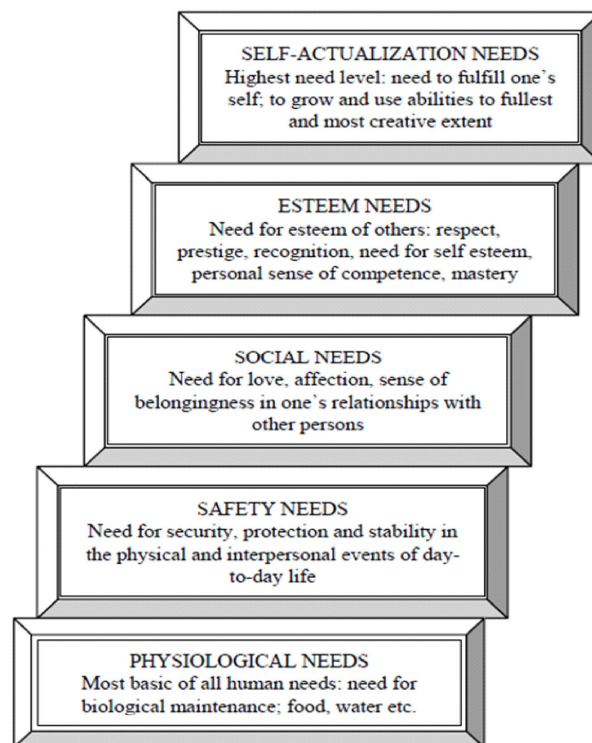 SELF-ACTUALIZATION NEEDS
Highest need level: need to fulfill one's
self; to grow and use abilities to fullest
and most creative extent
ESTEEM NEEDS
Need for esteem of others: respect,
prestige, recognition, need for self esteem,
personal sense of competence, mastery
SOCIAL NEEDS
Need for love, affection, sense of
belongingness in one's relationships with
other persons
SAFETY NEEDS
Need for security, protection and stability in
the physical and interpersonal events of day-
to-day life
PHYSIOLOGICAL NEEDS
Most basic of all human needs: need for
biological maintenance; food, water etc.